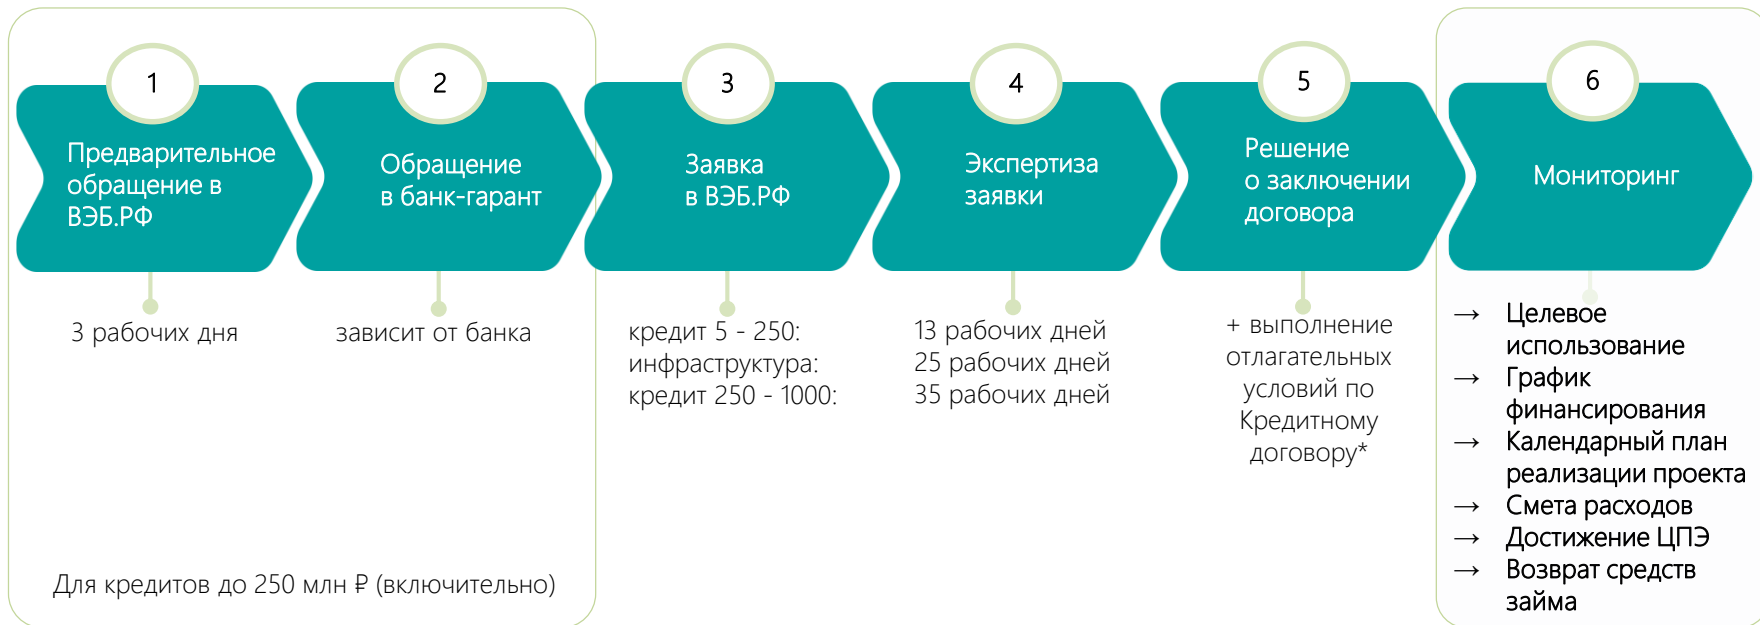 1
Предварительное
обращение в
ВЭБ.РФ
3 рабочих дня
2
Обращение
в банк-гарант
зависит от банка
Для кредитов до 250 млн ₽ (включительно)
3
Заявка
в ВЭБ.РФ
кредит 5 - 250:
инфраструктура:
кредит 250 - 1000:
4
Экспертиза
заявки
13 рабочих дней
25 рабочих дней
35 рабочих дней
5
Решение
о заключении
договора
+ выполнение
отлагательных
условий по
Кредитному
договору*
6
Мониторинг
→ Целевое
использование
→ График
финансирования
→ Календарный план
реализации проекта
→ Смета расходов
→ Достижение ЦПЭ
→ Возврат средств
займа